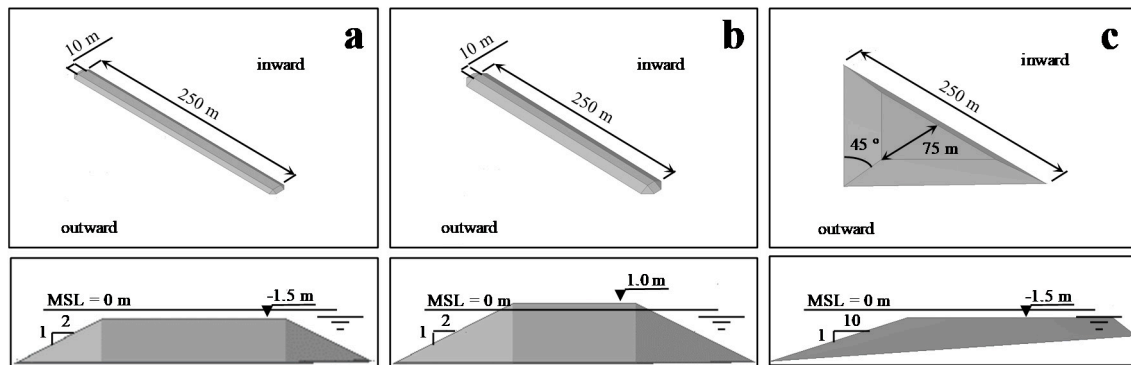 a
10 m
inward
250 m
outward
MSL = 0 m
-1.5 m
2
1
b
10 m
inward
250 m
outward
MSL = 0 m
1.0 m
2
1
c
inward
250 m
45 º
75 m
outward
MSL = 0 m
-1.5 m
10
1